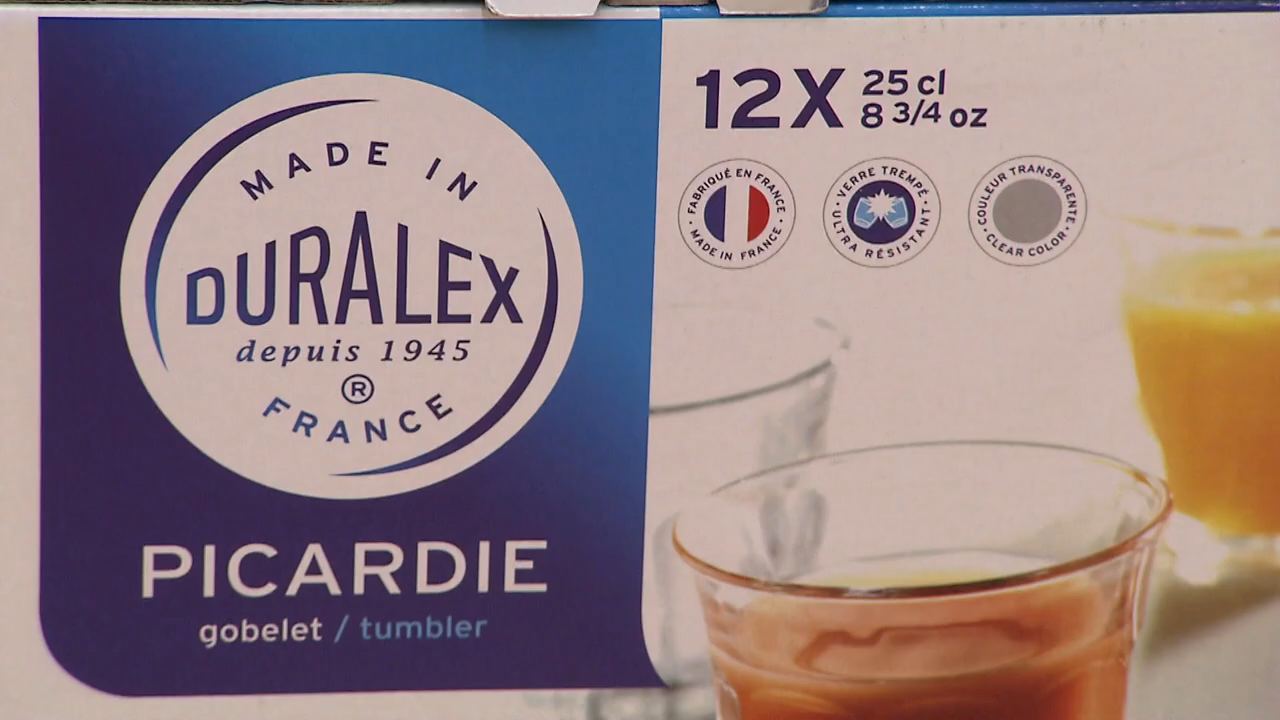 MADE IN
DURALEX
depuis 1945
®
FRANCE
PICARDIE
gobelet / tumbler
12X 25 cl
8 3/4 oz
FABRIQUÉ EN FRANCE
• MADE IN FRANCE •
VERRE TREMPÉ
• ULTRA RÉSISTANT •
COULEUR TRANSPARENTE
• CLEAR COLOR •